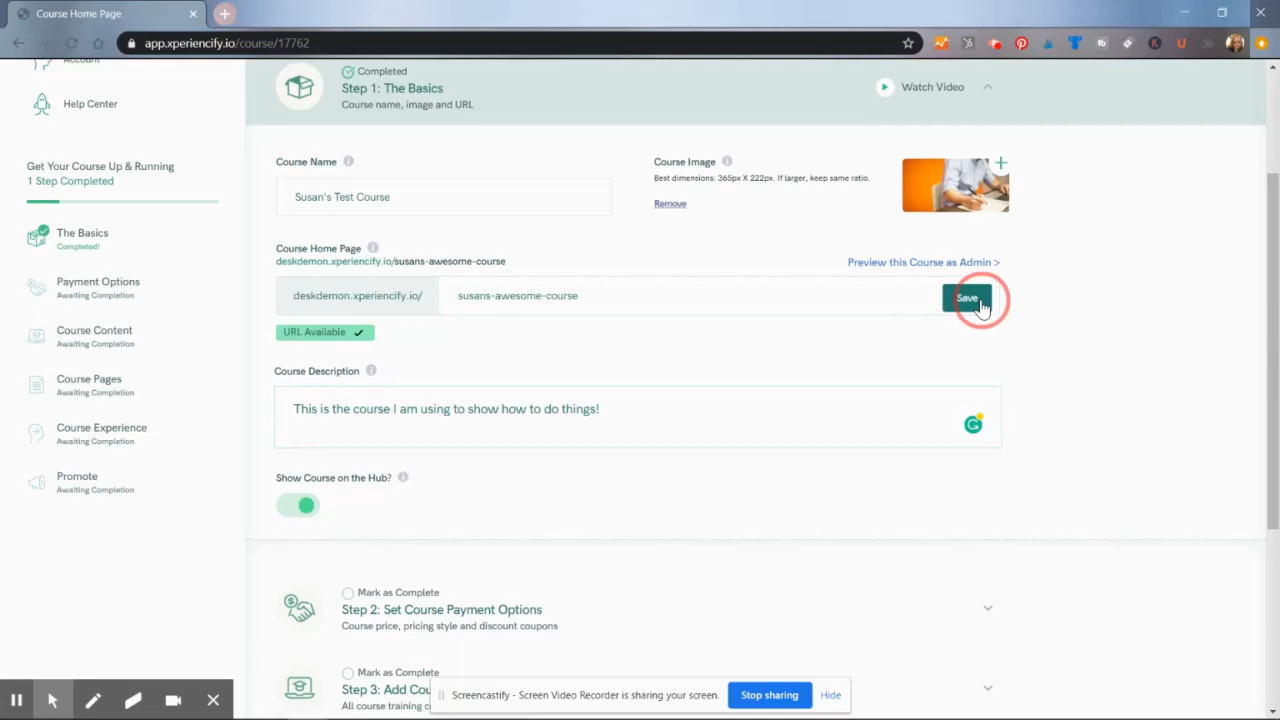 Course Home Page
app.xperiencify.io/course/17762
Account
Help Center
Get Your Course Up & Running
1 Step Completed
The Basics
Completed!
Payment Options
Awaiting Completion
Course Content
Awaiting Completion
Course Pages
Awaiting Completion
Course Experience
Awaiting Completion
Promote
Awaiting Completion
Completed
Step 1: The Basics
Course name, image and URL
Watch Video
Course Name
Susan's Test Course
Course Image
Best dimensions: 365px X 222px. If larger, keep same ratio.
Remove
Course Home Page
deskdemon.xperiencify.io/susans-awesome-course
Preview this Course as Admin >
deskdemon.xperiencify.io/
susans-awesome-course
Save
URL Available
Course Description
This is the course I am using to show how to do things!
Show Course on the Hub?
Mark as Complete
Step 2: Set Course Payment Options
Course price, pricing style and discount coupons
Mark as Complete
Step 3: Add Cou
All course training c
Screencastify - Screen Video Recorder is sharing your screen.
Stop sharing
Hide